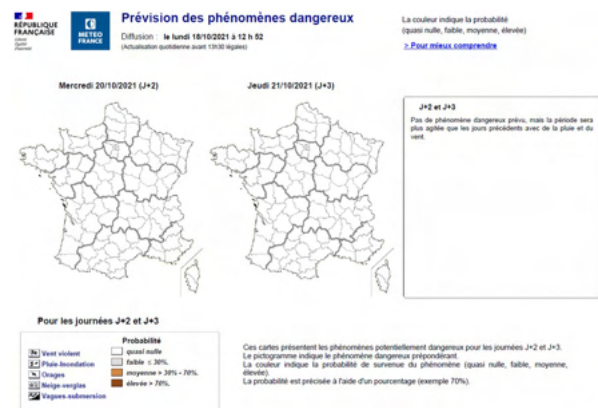 RÉPUBLIQUE
FRANÇAISE
Liberté
Égalité
Fraternité
METEO
FRANCE
Prévision des phénomènes dangereux
Diffusion : le lundi 18/10/2021 à 12 h 52
(Actualisation quotidienne avant 13h30 légales)
La couleur indique la probabilité
(quasi nulle, faible, moyenne, élevée)
> Pour mieux comprendre
Mercredi 20/10/2021 (J+2)
Jeudi 21/10/2021 (J+3)
J+2 et J+3
Pas de phénomène dangereux prévu, mais la période sera
plus agitée que les jours précédents avec de la pluie et du
vent.
Pour les journées J+2 et J+3
Probabilité
Vent violent
Pluie-Inondation
Orages
Neige-verglas
Vagues-submersion
quasi nulle
faible ≤ 30%.
moyenne > 30% - 70%.
élevée > 70%.
Ces cartes présentent les phénomènes potentiellement dangereux pour les journées J+2 et J+3.
Le pictogramme indique le phénomène dangereux prépondérant.
La couleur indique la probabilité de survenue du phénomène (quasi nulle, faible, moyenne,
élevée).
La probabilité est précisée à l'aide d'un pourcentage (exemple 70%).